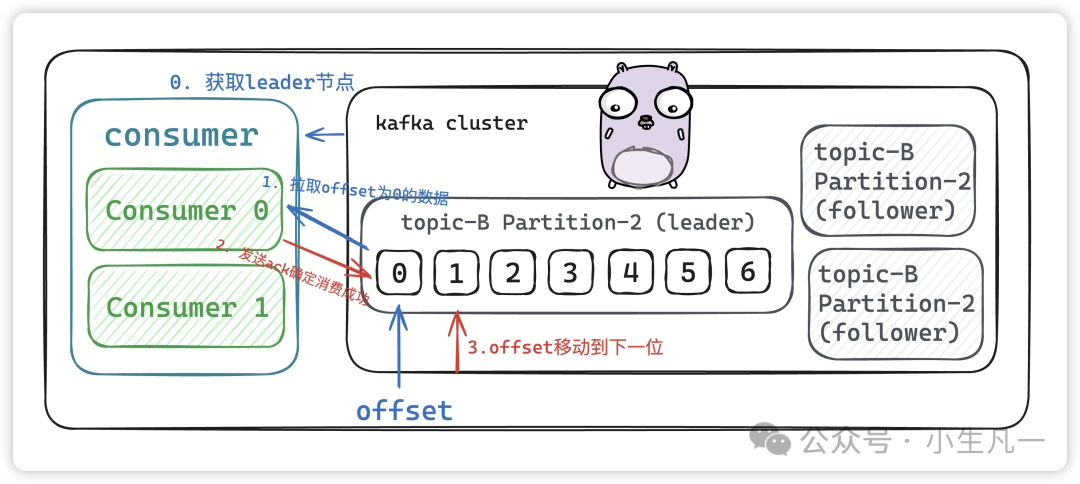 0. 获取leader节点
consumer
kafka cluster
1. 拉取offset为0的数据
Consumer 0
2. 发送ack确定消费成功
Consumer 1
topic-B Partition-2 (leader)
0 1 2 3 4 5 6
3.offset移动到下一位
offset
topic-B
Partition-2
(follower)
topic-B
Partition-2
(follower)
公众号 · 小生凡一